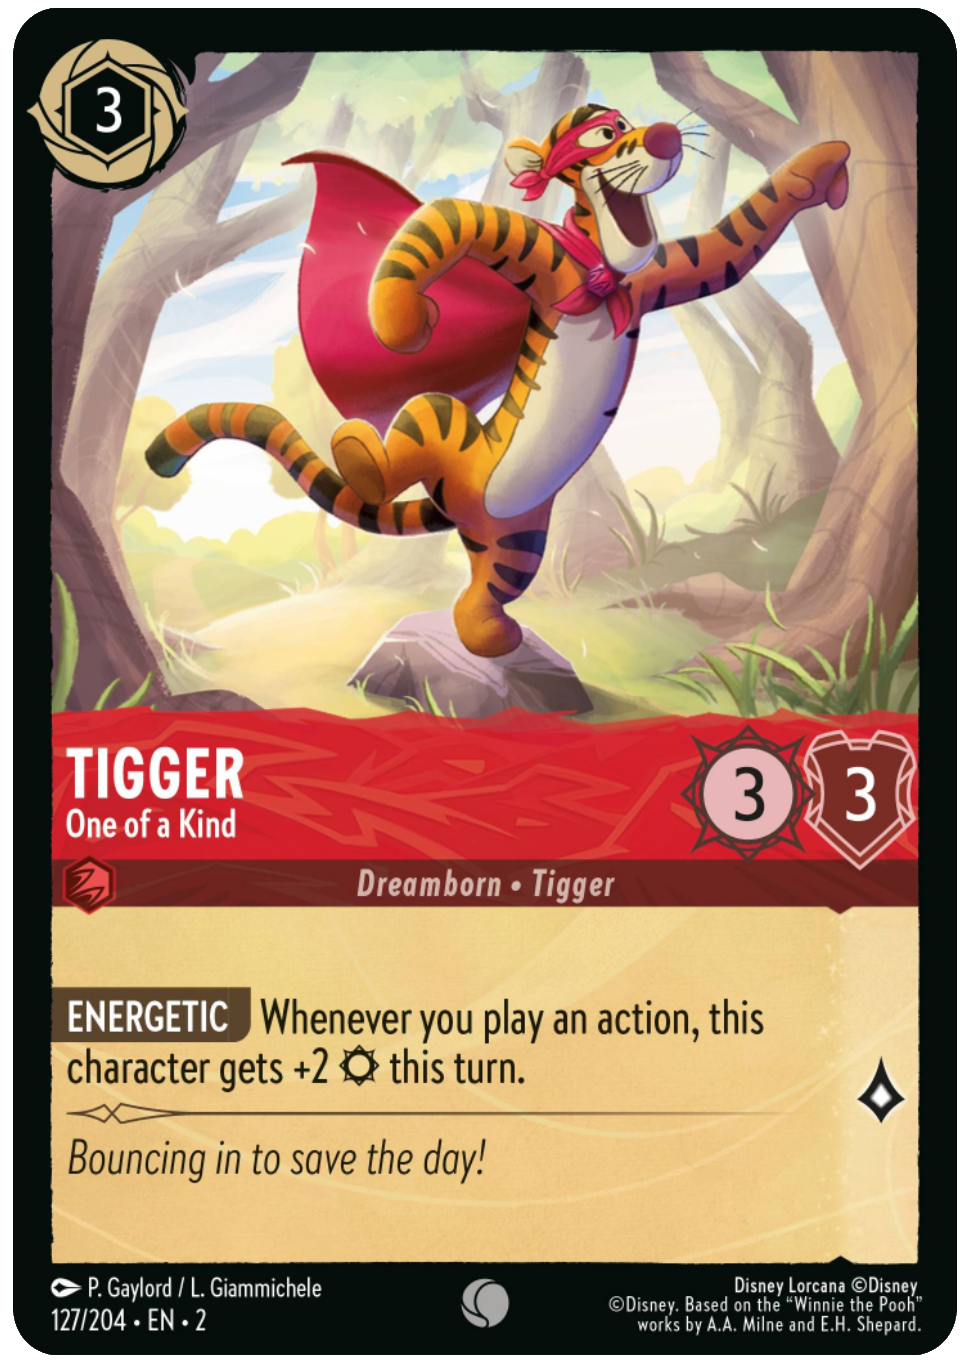 3
TIGGER
One of a Kind
3
3
Dreamborn • Tigger
ENERGETIC Whenever you play an action, this
character gets +2 this turn.
Bouncing in to save the day!
P. Gaylord / L. Giammichele
127/204 • EN • 2
Disney Lorcana ©Disney
©Disney. Based on the “Winnie the Pooh”
works by A.A. Milne and E.H. Shepard.